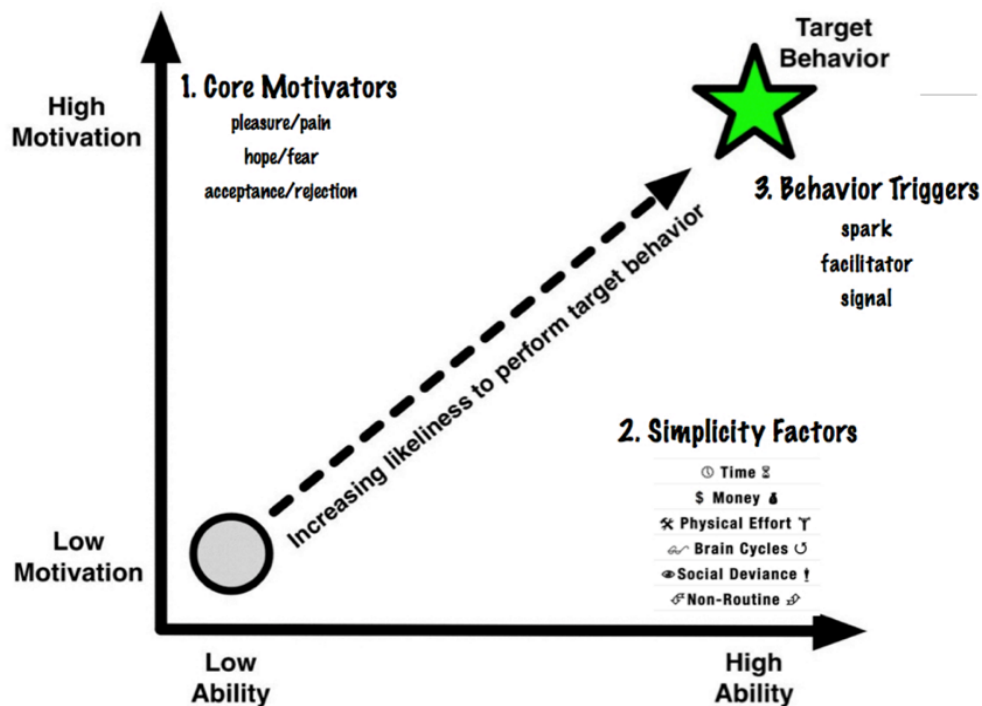 Target
Behavior
1. Core Motivators
pleasure/pain
hope/fear
acceptance/rejection
High
Motivation
3. Behavior Triggers
spark
facilitator
signal
Increasing likeliness to perform target behavior
2. Simplicity Factors
Time
$ Money
Physical Effort
Brain Cycles
Social Deviance
Non-Routine
Low
Motivation
Low
Ability
High
Ability